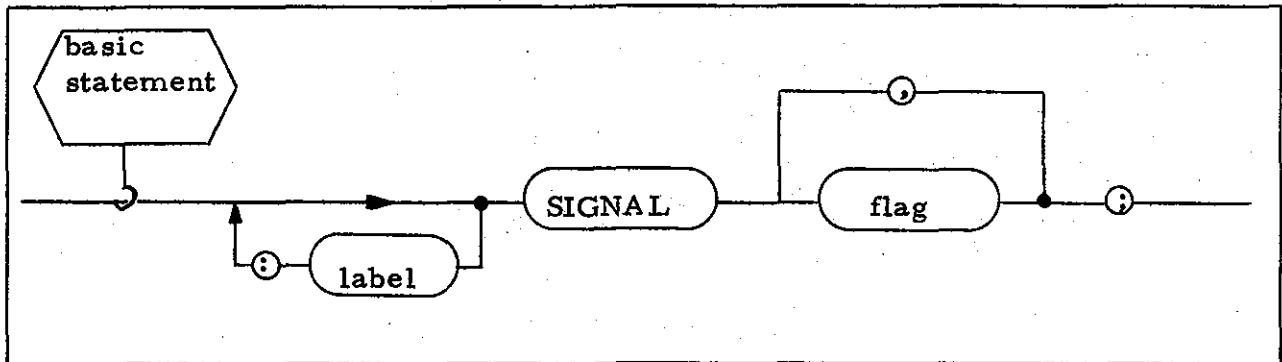 basic
statement
,
SIGNAL
flag
;
:
label